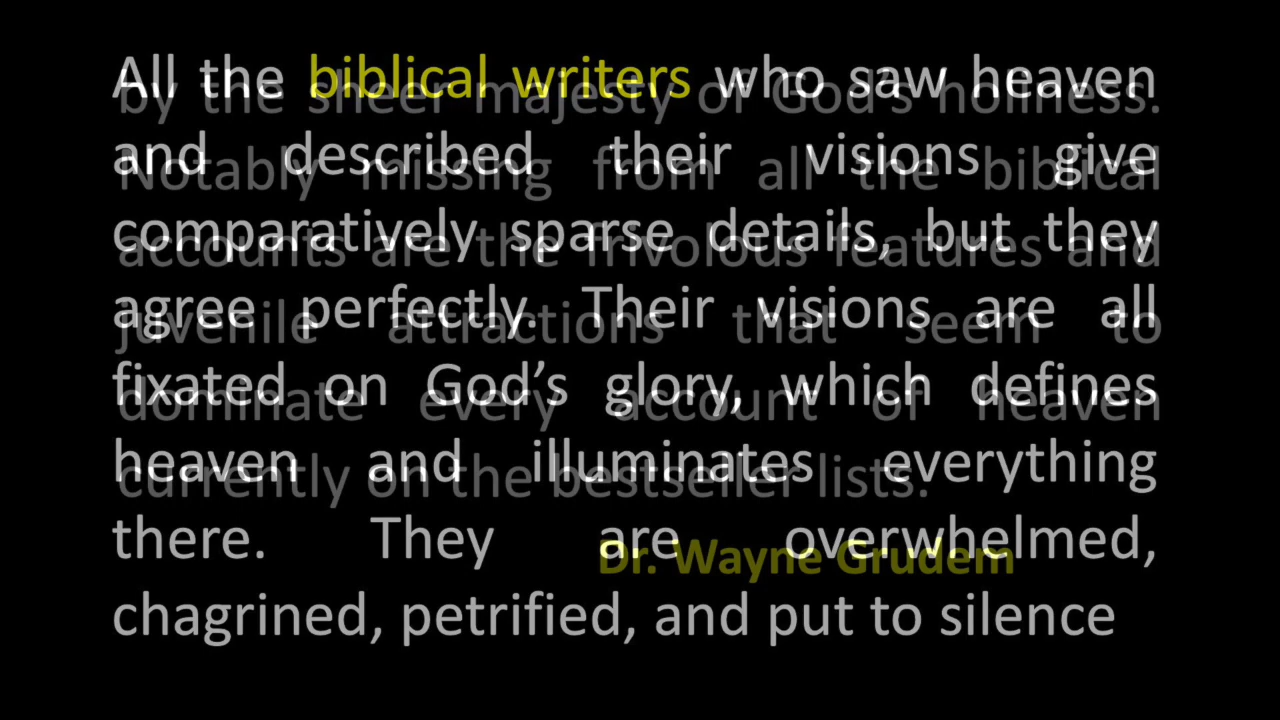 All the biblical writers who saw heaven
and described their visions give
comparatively sparse details, but they
agree perfectly. Their visions are all
fixated on God’s glory, which defines
heaven and illuminates everything
there. They are overwhelmed,
chagrined, petrified, and put to silence
by the sheer majesty of God’s holiness.
Notably missing from all the biblical
accounts are the frivolous features and
juvenile attractions that seem to
dominate every account of heaven
currently on the bestseller lists.
Dr. Wayne Grudem